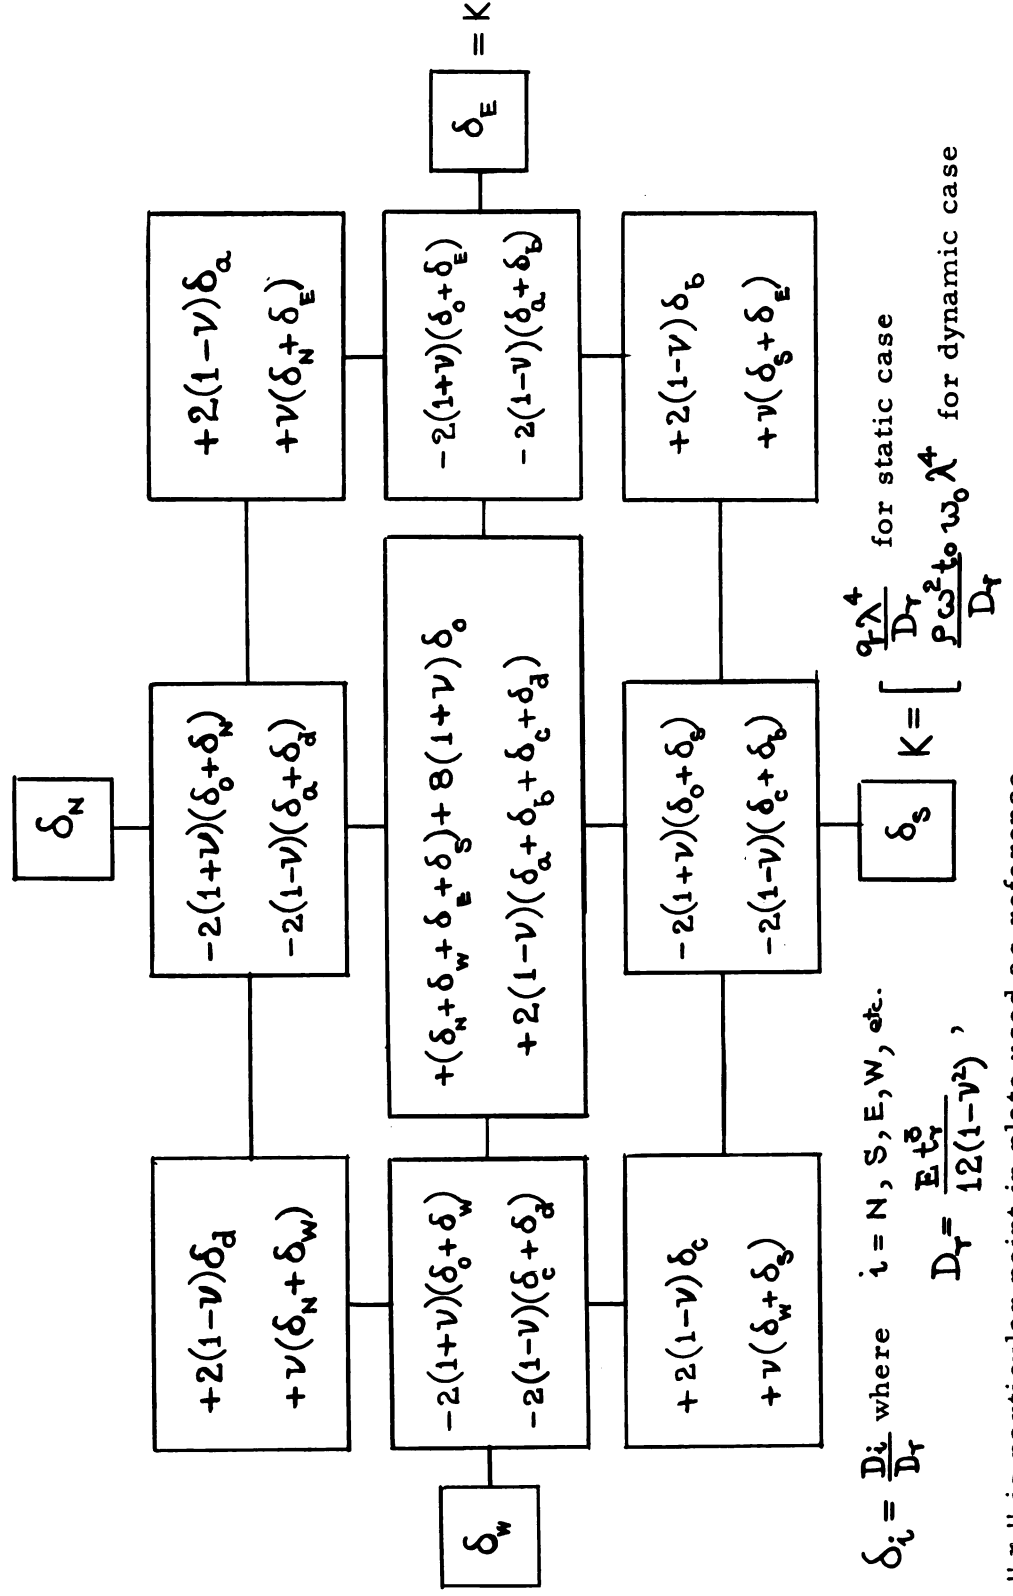 δ_N
+2(1-ν)δ_d
+ν(δ_N+δ_W)
-2(1+ν)(δ_o+δ_N)
-2(1-ν)(δ_a+δ_d)
+2(1-ν)δ_a
+ν(δ_N+δ_E)
δ_W
-2(1+ν)(δ_o+δ_W)
-2(1-ν)(δ_c+δ_d)
+(δ_N+δ_W+δ_E+δ_S)+8(1+ν)δ_o
+2(1-ν)(δ_a+δ_b+δ_c+δ_d)
-2(1+ν)(δ_o+δ_E)
-2(1-ν)(δ_a+δ_b)
δ_E
=K
+2(1-ν)δ_c
+ν(δ_W+δ_S)
-2(1+ν)(δ_o+δ_S)
-2(1-ν)(δ_c+δ_b)
+2(1-ν)δ_b
+ν(δ_S+δ_E)
δ_S
δ_i = D_i/D_r where i = N, S, E, W, etc.
D_r = E t_r^3/12(1-ν²) ,
K = [ qλ⁴/D_r for static case
ρω²t_o w_o λ⁴/D_r for dynamic case